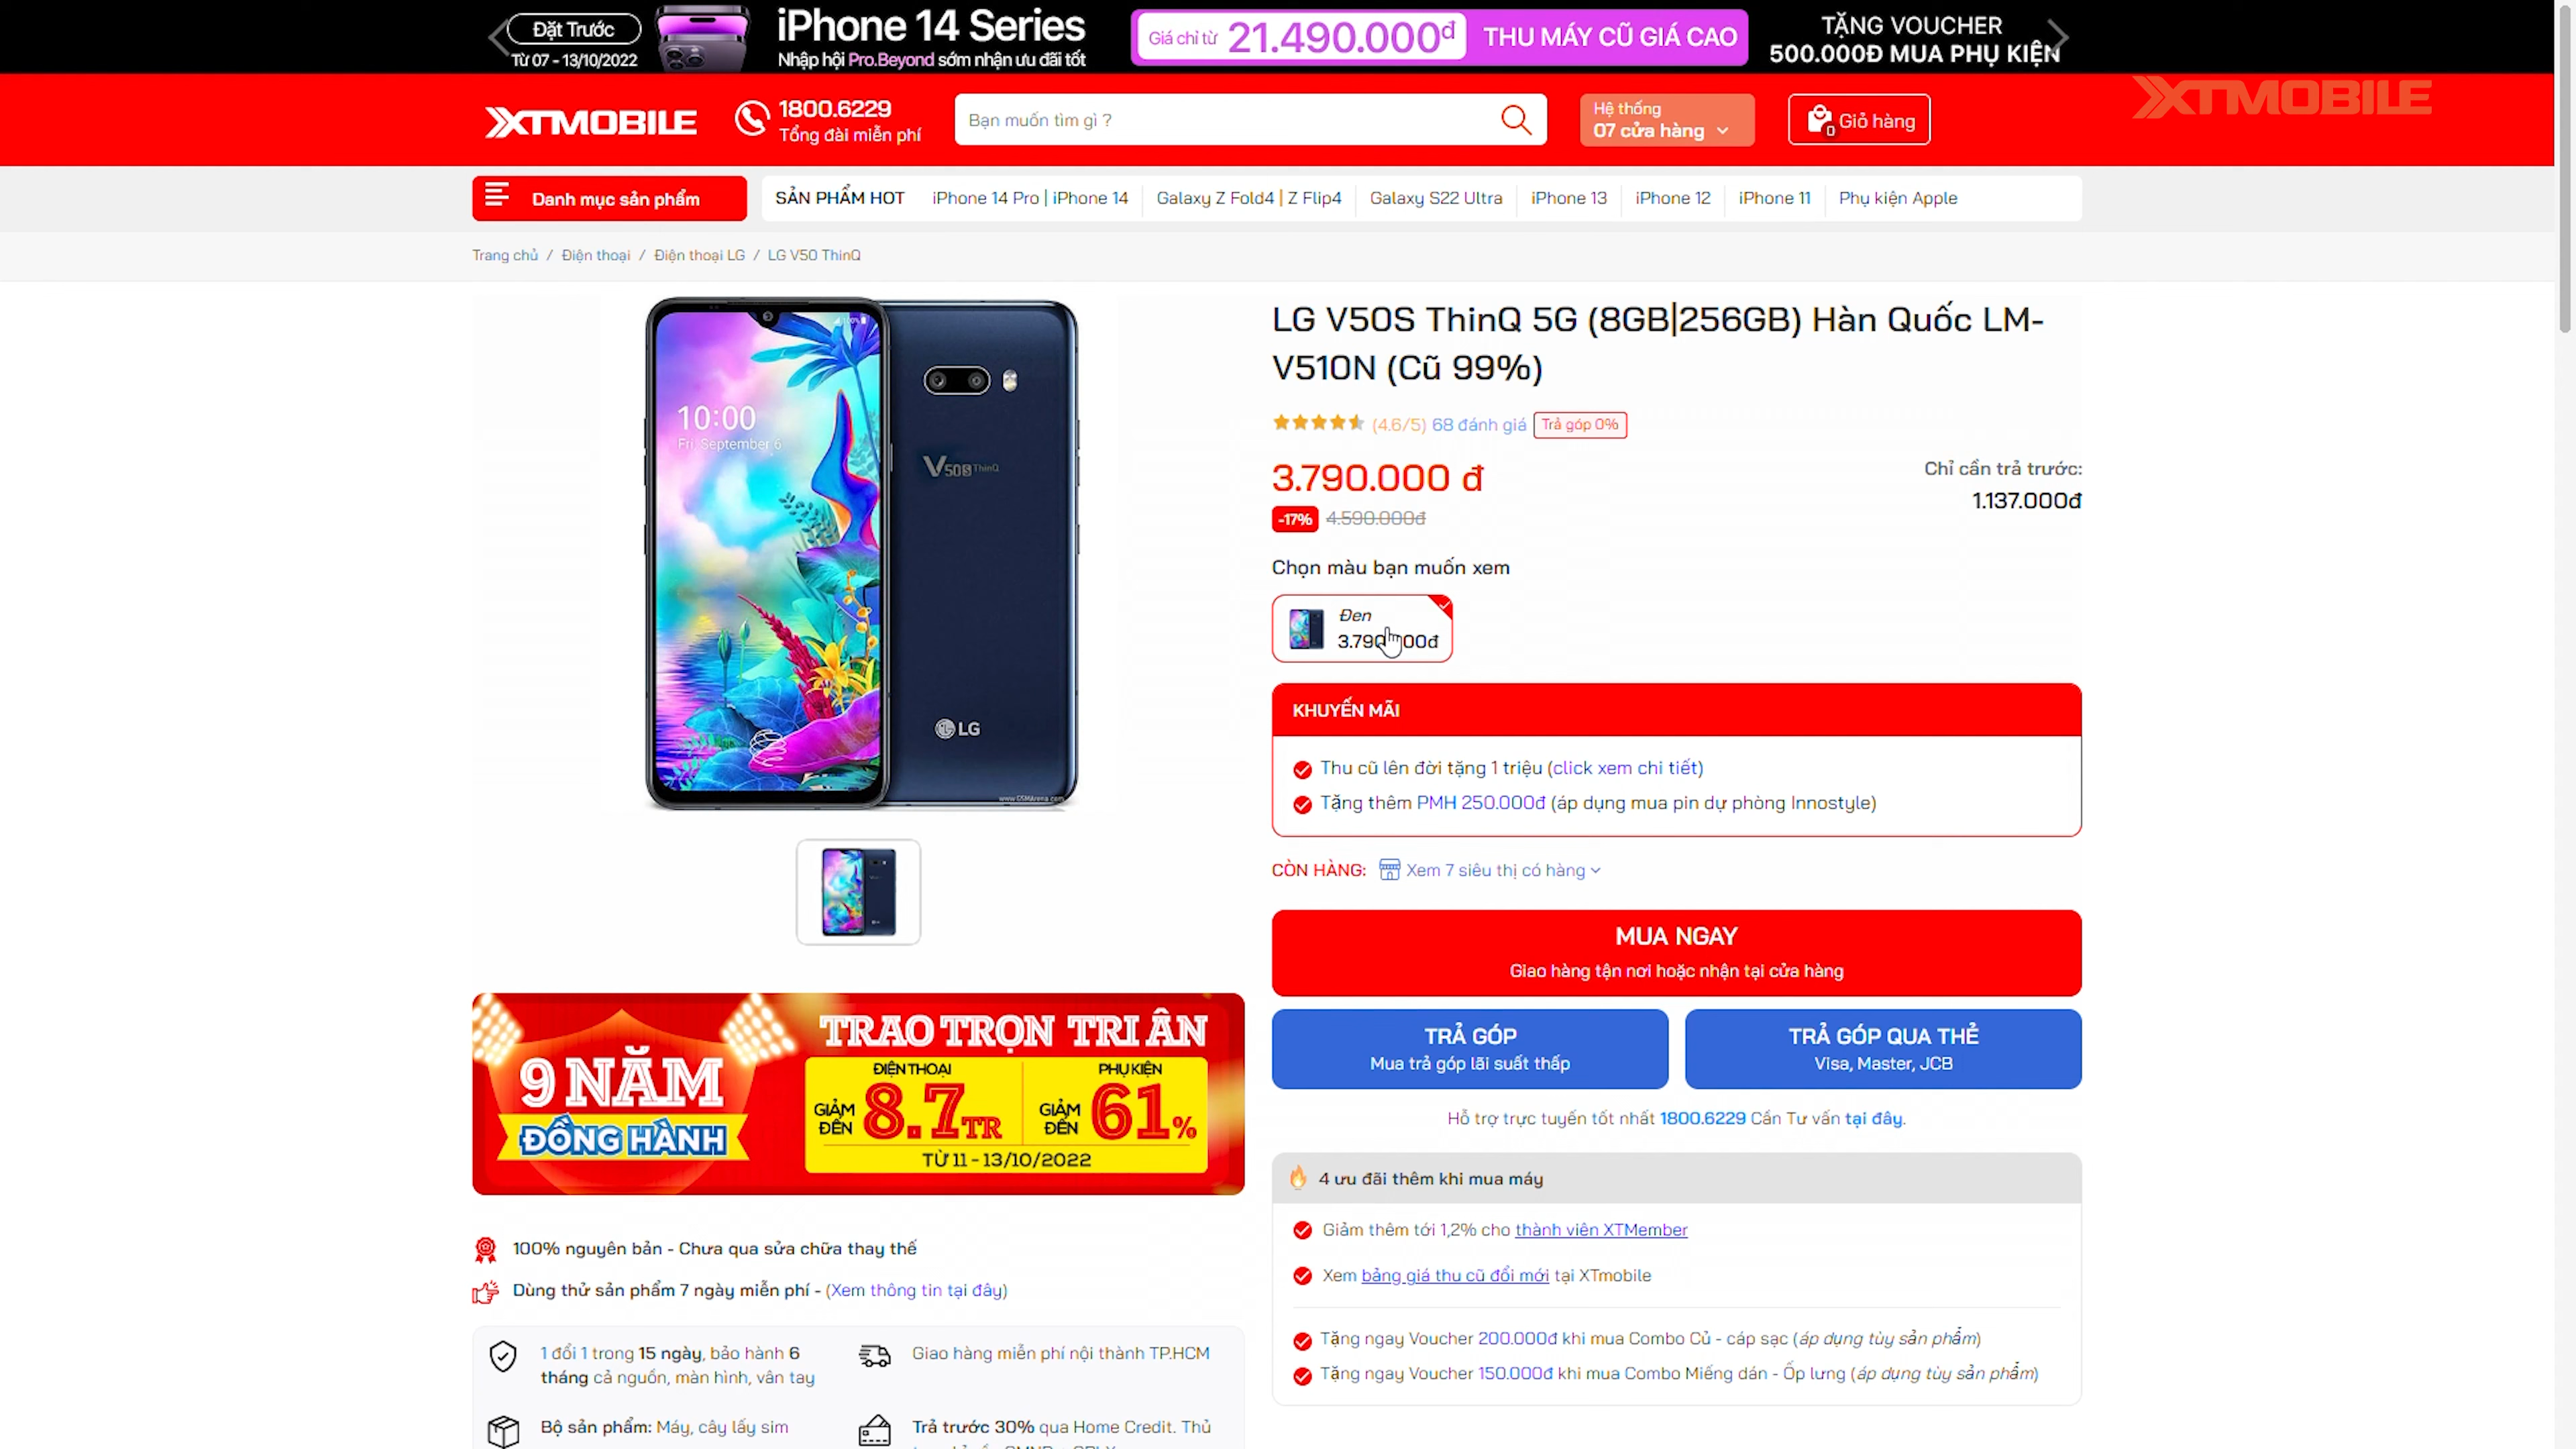 Đặt Trước
Từ 07 - 13/10/2022
iPhone 14 Series
Nhập hội Pro.Beyond sớm nhận ưu đãi tốt
Giá chỉ từ 21.490.000đ THU MÁY CŨ GIÁ CAO
TẶNG VOUCHER
500.000Đ MUA PHỤ KIỆN
XTMOBILE
1800.6229
Tổng đài miễn phí
Bạn muốn tìm gì ?
Hệ thống
07 cửa hàng
0 Giỏ hàng
XTMOBILE
Danh mục sản phẩm
SẢN PHẨM HOT iPhone 14 Pro | iPhone 14 Galaxy Z Fold4 | Z Flip4 Galaxy S22 Ultra iPhone 13 iPhone 12 iPhone 11 Phụ kiện Apple
Trang chủ / Điện thoại / Điện thoại LG / LG V50 ThinQ
10:00
Fri, September 6
V50S ThinQ
LG
www.GSMArena.com
LG V50S ThinQ 5G (8GB|256GB) Hàn Quốc LM-
V510N (Cũ 99%)
(4.6/5) 68 đánh giá Trả góp 0%
3.790.000 đ
Chỉ cần trả trước:
1.137.000đ
-17% 4.590.000đ
Chọn màu bạn muốn xem
Đen
KHUYẾN MÃI
Thu cũ lên đời tặng 1 triệu (click xem chi tiết)
Tặng thêm PMH 250.000đ (áp dụng mua pin dự phòng Innostyle)
CÒN HÀNG: Xem 7 siêu thị có hàng
MUA NGAY
Giao hàng tận nơi hoặc nhận tại cửa hàng
TRẢ GÓP
Mua trả góp lãi suất thấp
TRẢ GÓP QUA THẺ
Visa, Master, JCB
Hỗ trợ trực tuyến tốt nhất 1800.6229 Cần Tư vấn tại đây.
4 ưu đãi thêm khi mua máy
Giảm thêm tới 1,2% cho thành viên XTMember
Xem bảng giá thu cũ đổi mới tại XTmobile
Tặng ngay Voucher 200.000đ khi mua Combo Củ - cáp sạc (áp dụng tùy sản phẩm)
Tặng ngay Voucher 150.000đ khi mua Combo Miếng dán - Ốp lưng (áp dụng tùy sản phẩm)
9 NĂM
ĐỒNG HÀNH
TRAO TRỌN TRI ÂN
ĐIỆN THOẠI
GIẢM ĐẾN 8.7TR
PHỤ KIỆN
GIẢM ĐẾN 61%
TỪ 11 - 13/10/2022
100% nguyên bản - Chưa qua sửa chữa thay thế
Dùng thử sản phẩm 7 ngày miễn phí - (Xem thông tin tại đây)
1 đổi 1 trong 15 ngày, bảo hành 6
tháng cả nguồn, màn hình, vân tay
Giao hàng miễn phí nội thành TP.HCM
Bộ sản phẩm: Máy, cây lấy sim
Trả trước 30% qua Home Credit. Thủ